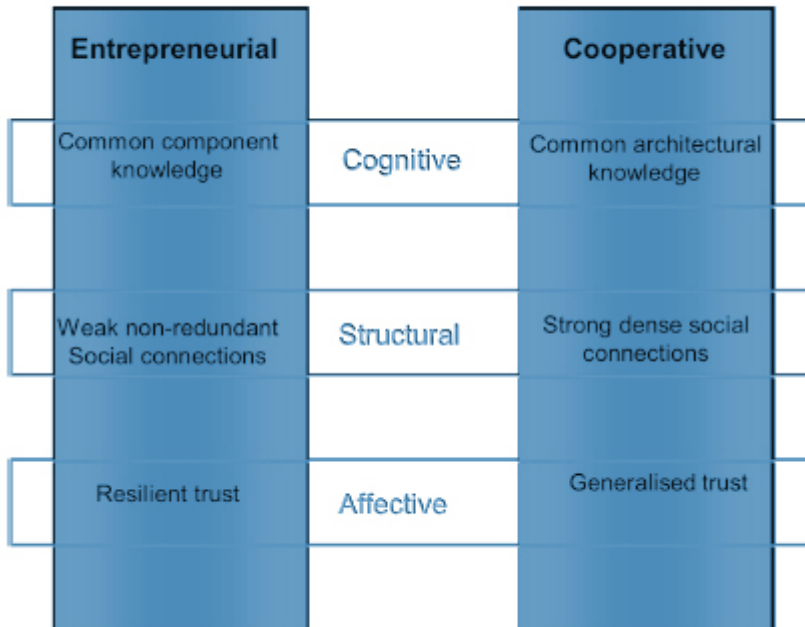 Entrepreneurial
Cooperative
Common component
knowledge
Cognitive
Common architectural
knowledge
Weak non-redundant
Social connections
Structural
Strong dense social
connections
Resilient trust
Affective
Generalised trust